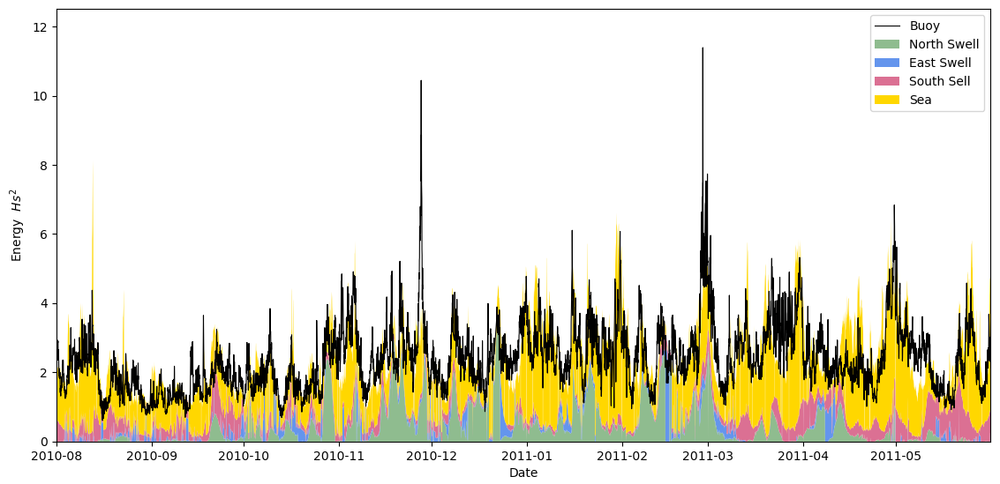 12
10
8
6
4
2
0
Energy Hs²
2010-08 2010-09 2010-10 2010-11 2010-12 2011-01 2011-02 2011-03 2011-04 2011-05
Date
Buoy
North Swell
East Swell
South Sell
Sea